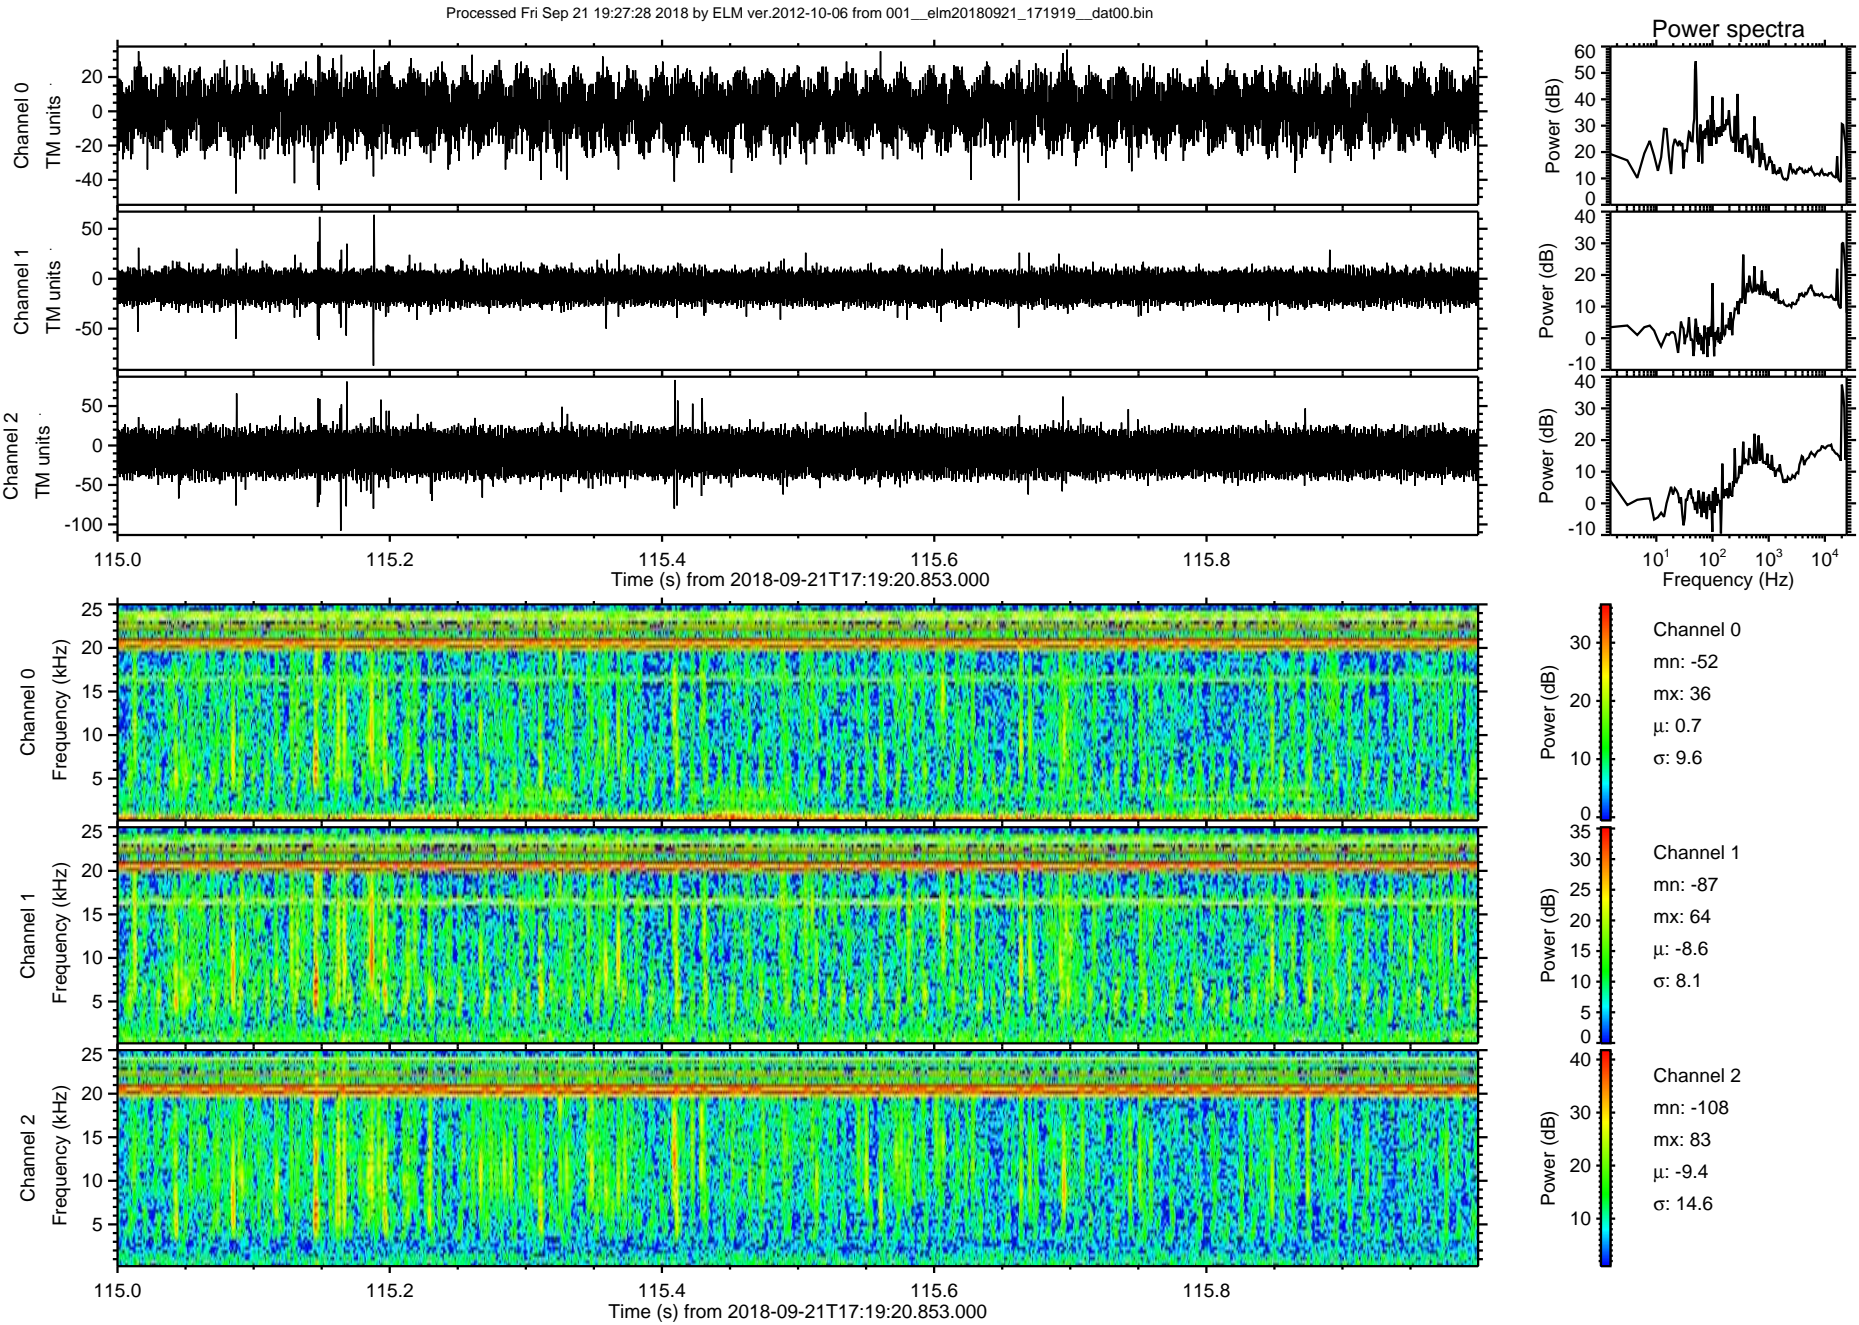 Processed Fri Sep 21 19:27:28 2018 by ELM ver.2012-10-06 from 001__elm20180921_171919__dat00.bin
Power spectra
Channel 0
TM units
20
0
-20
-40
Power (dB)
60
50
40
30
20
10
0
Channel 1
TM units
50
0
-50
Power (dB)
40
30
20
10
0
-10
Channel 2
TM units
50
0
-50
-100
Power (dB)
40
30
20
10
0
-10
115.0 115.2 115.4 115.6 115.8
Time (s) from 2018-09-21T17:19:20.853.000
10^1 10^2 10^3 10^4
Frequency (Hz)
Channel 0
Frequency (kHz)
25
20
15
10
5
Power (dB)
30
20
10
0
Channel 0
mn: -52
mx: 36
μ: 0.7
σ: 9.6
Channel 1
Frequency (kHz)
25
20
15
10
5
Power (dB)
35
30
25
20
15
10
5
0
Channel 1
mn: -87
mx: 64
μ: -8.6
σ: 8.1
Channel 2
Frequency (kHz)
25
20
15
10
5
Power (dB)
40
30
20
10
Channel 2
mn: -108
mx: 83
μ: -9.4
σ: 14.6
115.0 115.2 115.4 115.6 115.8
Time (s) from 2018-09-21T17:19:20.853.000